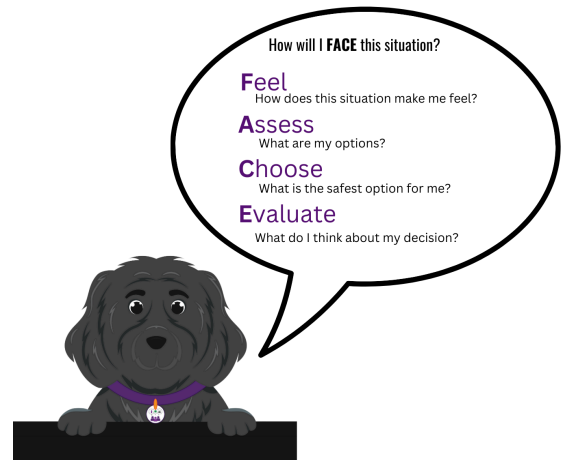 How will I FACE this situation?
Feel
How does this situation make me feel?
Assess
What are my options?
Choose
What is the safest option for me?
Evaluate
What do I think about my decision?